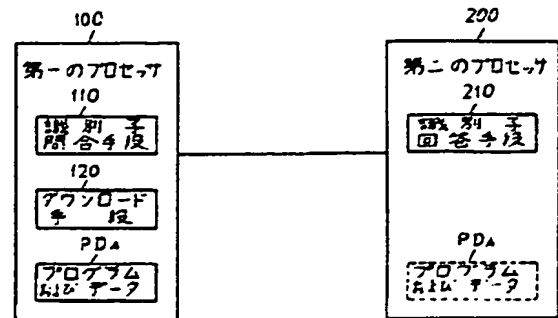 100
第一のプロセッサ
110
識別子
問合手段
120
ダウンロード
手段
PDA
プログラム
およびデータ
200
第二のプロセッサ
210
識別子
回答手段
PDA
プログラム
およびデータ